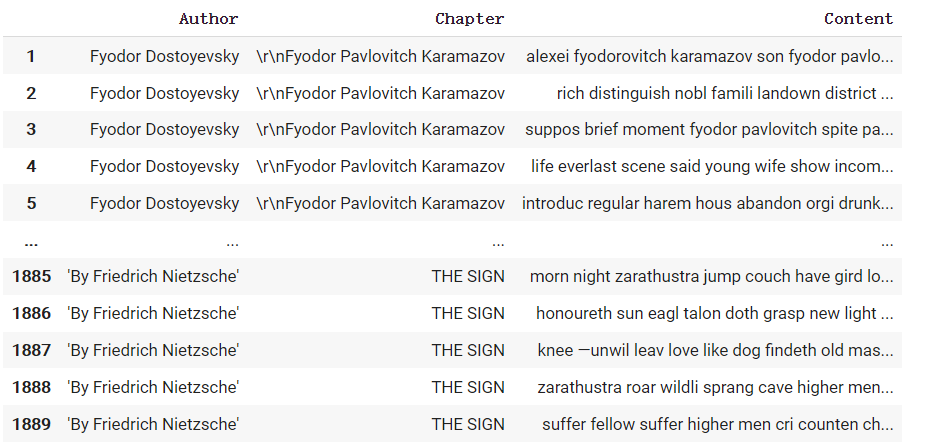 Author Chapter Content
1 Fyodor Dostoyevsky \r\nFyodor Pavlovitch Karamazov alexei fyodorovitch karamazov son fyodor pavlo...
2 Fyodor Dostoyevsky \r\nFyodor Pavlovitch Karamazov rich distinguish nobl famili landown district ...
3 Fyodor Dostoyevsky \r\nFyodor Pavlovitch Karamazov suppos brief moment fyodor pavlovitch spite pa...
4 Fyodor Dostoyevsky \r\nFyodor Pavlovitch Karamazov life everlast scene said young wife show incom...
5 Fyodor Dostoyevsky \r\nFyodor Pavlovitch Karamazov introduc regular harem hous abandon orgi drunk...
... ... ... ...
1885 'By Friedrich Nietzsche' THE SIGN morn night zarathustra jump couch have gird lo...
1886 'By Friedrich Nietzsche' THE SIGN honoureth sun eagl talon doth grasp new light ...
1887 'By Friedrich Nietzsche' THE SIGN knee —unwil leav love like dog findeth old mas...
1888 'By Friedrich Nietzsche' THE SIGN zarathustra roar wildli sprang cave higher men...
1889 'By Friedrich Nietzsche' THE SIGN suffer fellow suffer higher men cri counten ch...